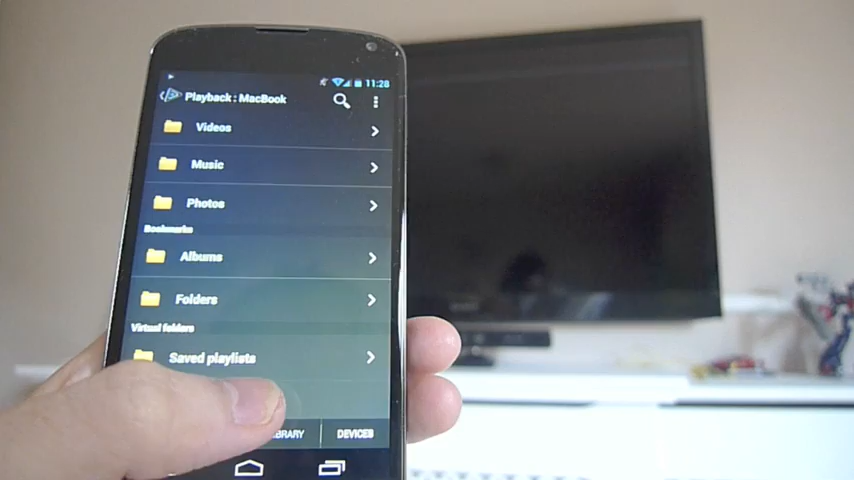 11:28
Playback : MacBook
Videos
Music
Photos
Bookmarks
Albums
Folders
Virtual folders
Saved playlists
DEVICES